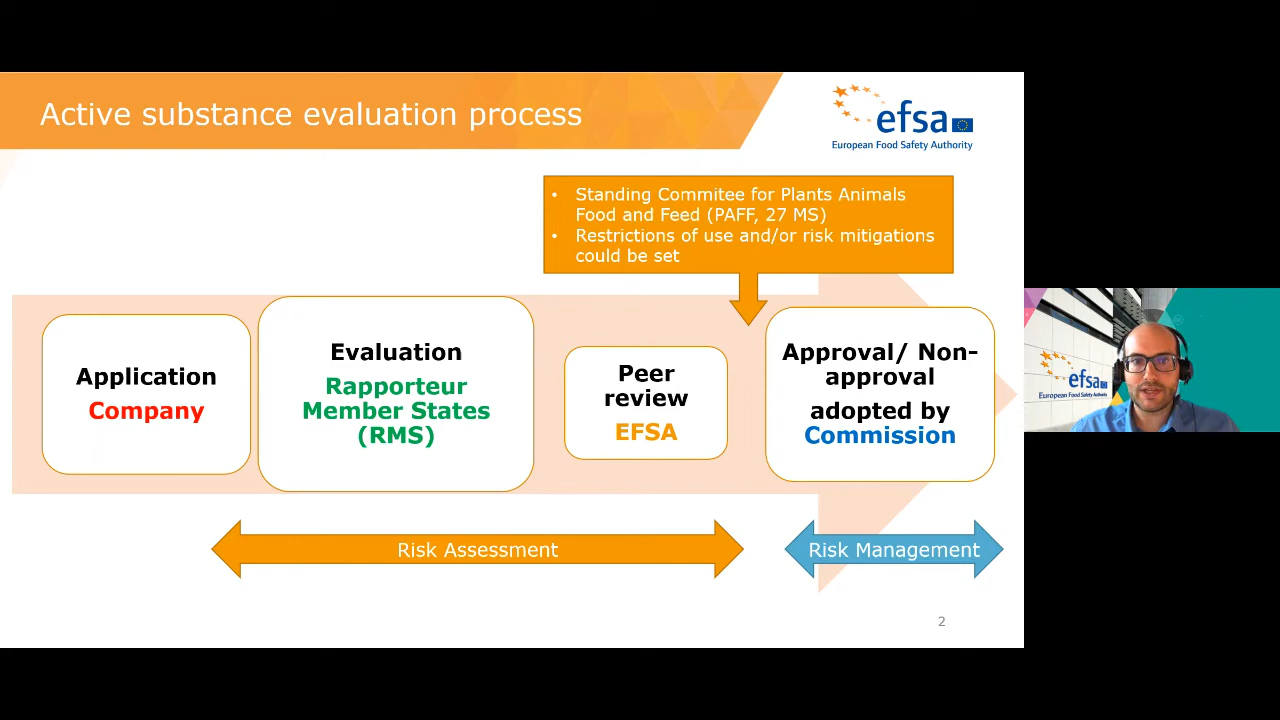 Active substance evaluation process
efsa
European Food Safety Authority
• Standing Commitee for Plants Animals
Food and Feed (PAFF, 27 MS)
• Restrictions of use and/or risk mitigations
could be set
Application
Company
Evaluation
Rapporteur
Member States
(RMS)
Peer
review
EFSA
Approval/ Non-
approval
adopted by
Commission
Risk Assessment
Risk Management
2
efsa
European Food Safety Authority